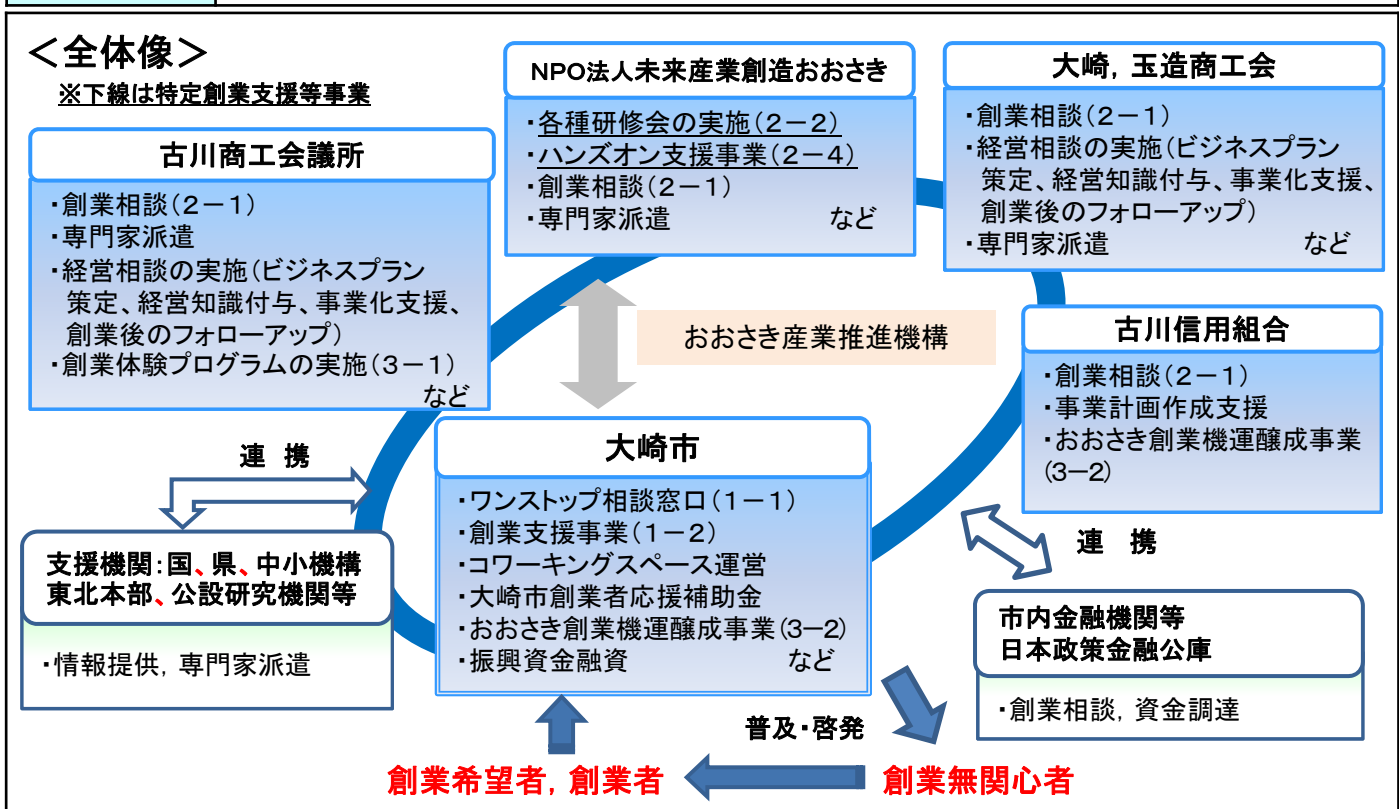 ＜全体像＞
※下線は特定創業支援等事業
古川商工会議所
・創業相談（２－１）
・専門家派遣
・経営相談の実施（ビジネスプラン
策定、経営知識付与、事業化支援、
創業後のフォローアップ）
・創業体験プログラムの実施（３－１）
など
NPO法人未来産業創造おおさき
・各種研修会の実施（２－２）
・ハンズオン支援事業（２－４）
・創業相談（２－１）
・専門家派遣　など
大崎，玉造商工会
・創業相談（２－１）
・経営相談の実施（ビジネスプラン
策定、経営知識付与、事業化支援、
創業後のフォローアップ）
・専門家派遣　など
おおさき産業推進機構
古川信用組合
・創業相談（２－１）
・事業計画作成支援
・おおさき創業機運醸成事業
(3－2)
大崎市
・ワンストップ相談窓口（１－１）
・創業支援事業（１－２）
・コワーキングスペース運営
・大崎市創業者応援補助金
・おおさき創業機運醸成事業(3－2)
・振興資金融資　など
連 携
支援機関：国、県、中小機構
東北本部、公設研究機関等
・情報提供，専門家派遣
連 携
市内金融機関等
日本政策金融公庫
・創業相談，資金調達
普及・啓発
創業希望者，創業者
創業無関心者